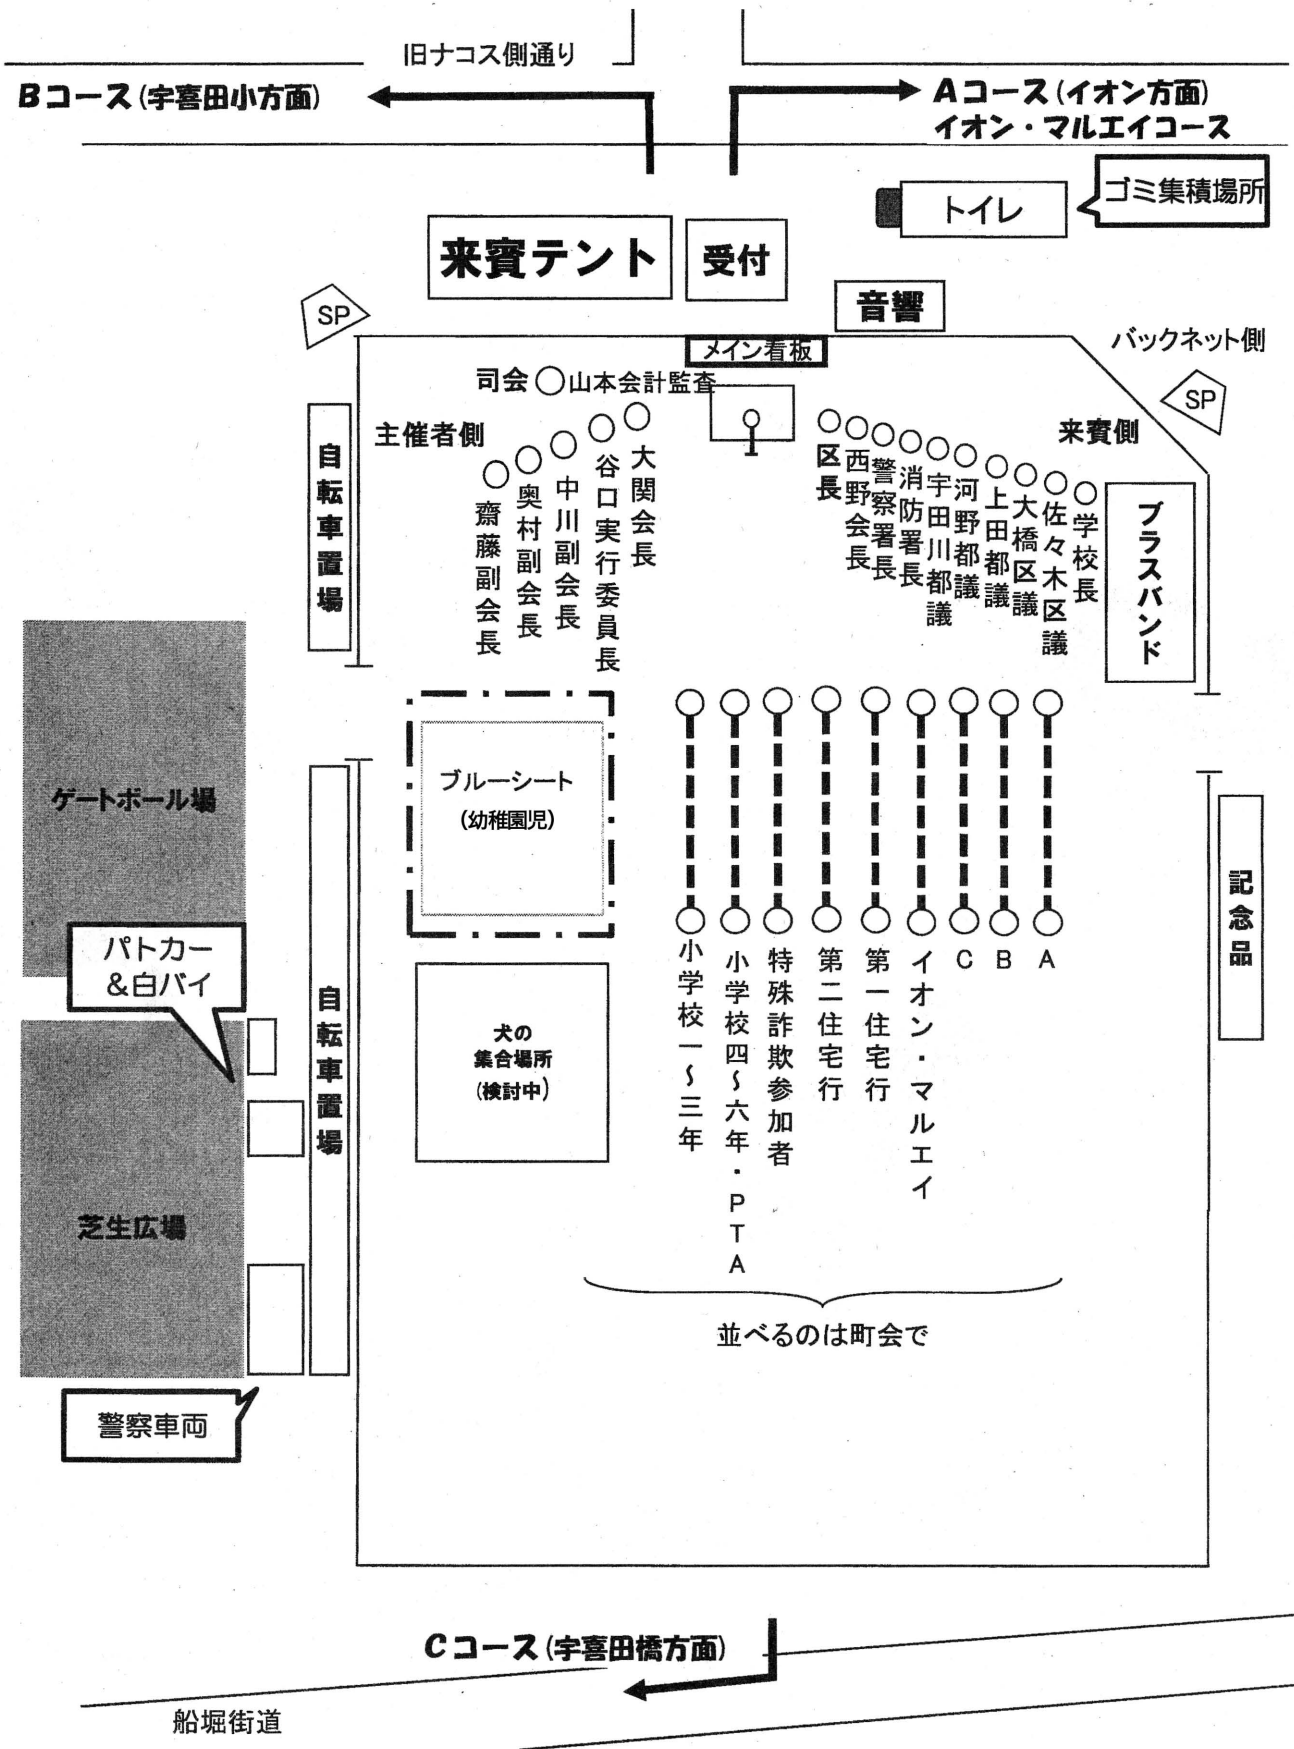 旧ナコス側通り
Bコース(宇喜田小方面)
Aコース(イオン方面)
イオン・マルエイコース
トイレ
ゴミ集積場所
来賓テント
受付
音響
SP
メイン看板
バックネット側
SP
司会 ○山本会計監査
主催者側
来賓側
齋藤副会長
奥村副会長
中川副会長
谷口実行委員長
大関会長
区長
西野会長
警察署長
消防署長
宇田川都議
河野都議
上田都議
大橋区議
佐々木区議
学校長
ブラスバンド
自転車置場
ゲートボール場
ブルーシート
(幼稚園児)
記念品
パトカー
&白バイ
自転車置場
犬の
集合場所
(検討中)
小学校一~三年
小学校四~六年・PTA
特殊詐欺参加者
第二住宅行
第一住宅行
イオン・マルエイ
C
B
A
芝生広場
並べるのは町会で
警察車両
Cコース(宇喜田橋方面)
船堀街道